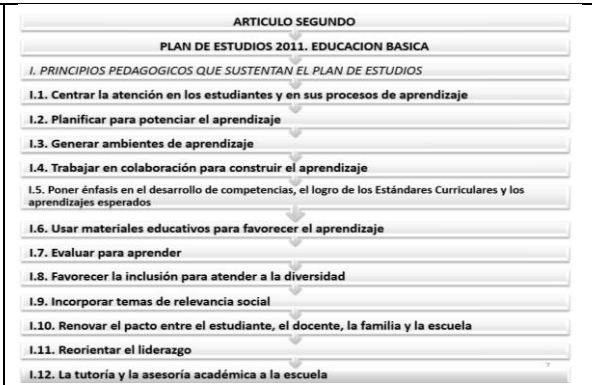 ARTICULO SEGUNDO
PLAN DE ESTUDIOS 2011. EDUCACION BASICA
I. PRINCIPIOS PEDAGOGICOS QUE SUSTENTAN EL PLAN DE ESTUDIOS
I.1. Centrar la atención en los estudiantes y en sus procesos de aprendizaje
I.2. Planificar para potenciar el aprendizaje
I.3. Generar ambientes de aprendizaje
I.4. Trabajar en colaboración para construir el aprendizaje
I.5. Poner énfasis en el desarrollo de competencias, el logro de los Estándares Curriculares y los
aprendizajes esperados
I.6. Usar materiales educativos para favorecer el aprendizaje
I.7. Evaluar para aprender
I.8. Favorecer la inclusión para atender a la diversidad
I.9. Incorporar temas de relevancia social
I.10. Renovar el pacto entre el estudiante, el docente, la familia y la escuela
I.11. Reorientar el liderazgo
I.12. La tutoría y la asesoría académica a la escuela